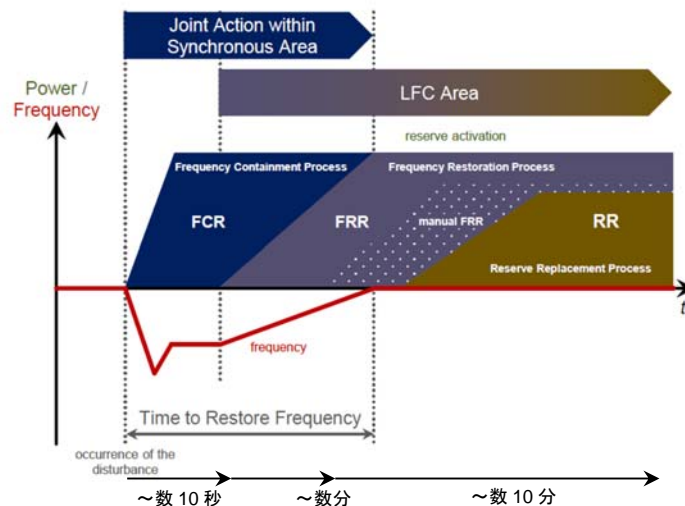 Joint Action within
Synchronous Area
Power /
Frequency
LFC Area
reserve activation
Frequency Containment Process
Frequency Restoration Process
FCR
FRR
manual FRR
RR
Reserve Replacement Process
t
frequency
Time to Restore Frequency
occurrence of the
disturbance
～数 10 秒
～数分
～数 10 分